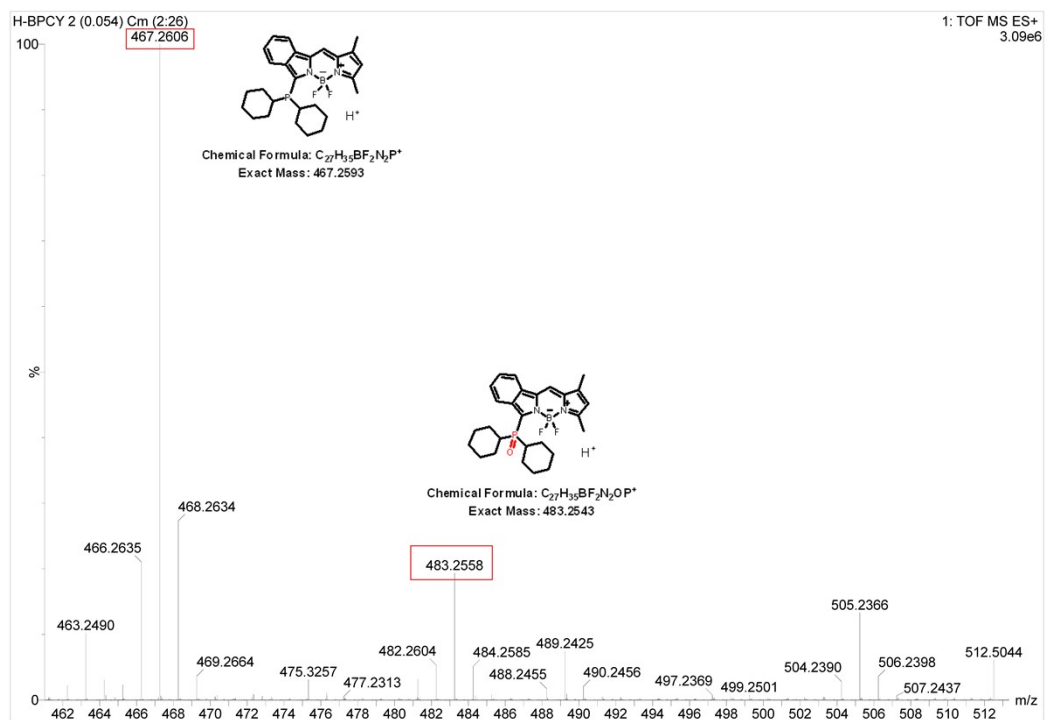 H-BPCY 2 (0.054) Cm (2:26)
1: TOF MS ES+
3.09e6
100
467.2606
N
B
N
+
P
F
F
H⁺
Chemical Formula: C₂₇H₃₅BF₂N₂P⁺
Exact Mass: 467.2593
%
N
B
N
+
P
F
F
O
H⁺
Chemical Formula: C₂₇H₃₅BF₂N₂OP⁺
Exact Mass: 483.2543
468.2634
466.2635
483.2558
463.2490
505.2366
469.2664
475.3257
477.2313
482.2604
484.2585
489.2425
488.2455
490.2456
497.2369
499.2501
504.2390
506.2398
507.2437
512.5044
0
462 464 466 468 470 472 474 476 478 480 482 484 486 488 490 492 494 496 498 500 502 504 506 508 510 512
m/z